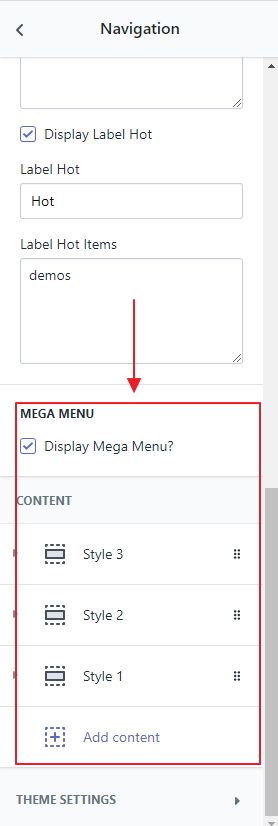 Navigation
Display Label Hot
Label Hot
Hot
Label Hot Items
demos
MEGA MENU
Display Mega Menu?
CONTENT
Style 3
Style 2
Style 1
Add content
THEME SETTINGS